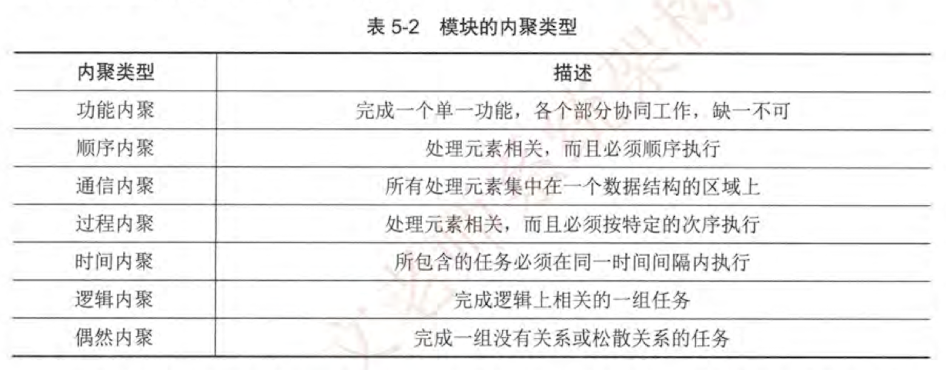 表 5-2 模块的内聚类型
内聚类型 描述
功能内聚 完成一个单一功能，各个部分协同工作，缺一不可
顺序内聚 处理元素相关，而且必须顺序执行
通信内聚 所有处理元素集中在一个数据结构的区域上
过程内聚 处理元素相关，而且必须按特定的次序执行
时间内聚 所包含的任务必须在同一时间间隔内执行
逻辑内聚 完成逻辑上相关的一组任务
偶然内聚 完成一组没有关系或松散关系的任务